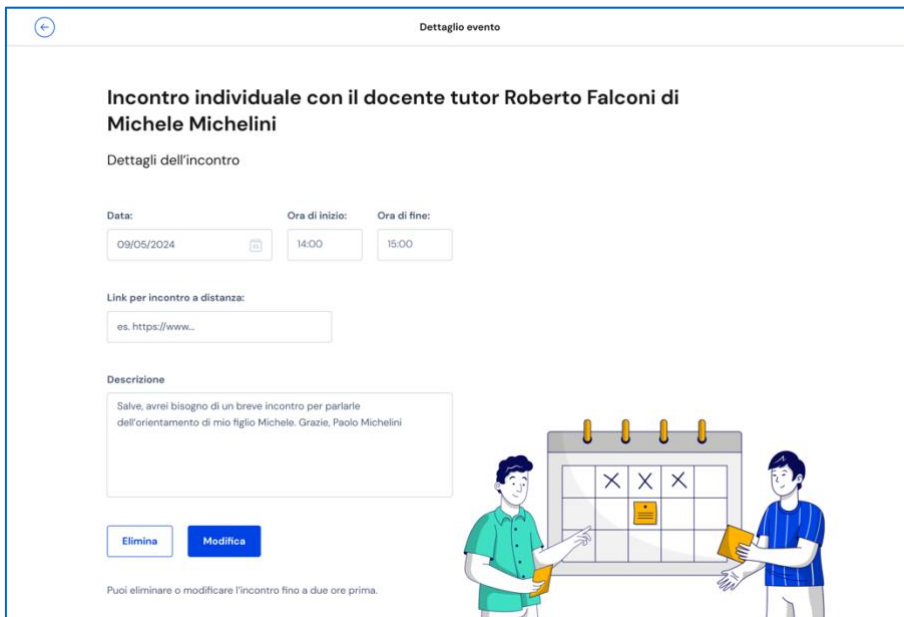 Dettaglio evento
Incontro individuale con il docente tutor Roberto Falconi di
Michele Michelini
Dettagli dell'incontro
Data: Ora di inizio: Ora di fine:
09/05/2024 14:00 15:00
Link per incontro a distanza:
es. https://www...
Descrizione
Salve, avrei bisogno di un breve incontro per parlarle
dell'orientamento di mio figlio Michele. Grazie, Paolo Michelini
Elimina Modifica
Puoi eliminare o modificare l'incontro fino a due ore prima.